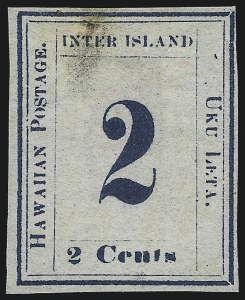 INTER ISLAND
HAWAIIAN POSTAGE.
2
UKU LETA.
2 Cents